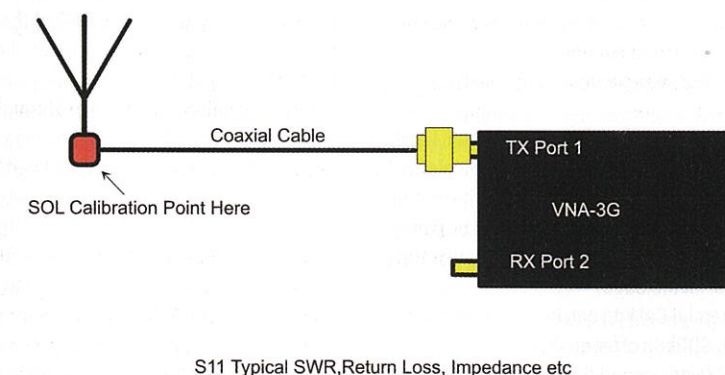 Coaxial Cable
TX Port 1
SOL Calibration Point Here
VNA-3G
RX Port 2
S11 Typical SWR,Return Loss, Impedance etc